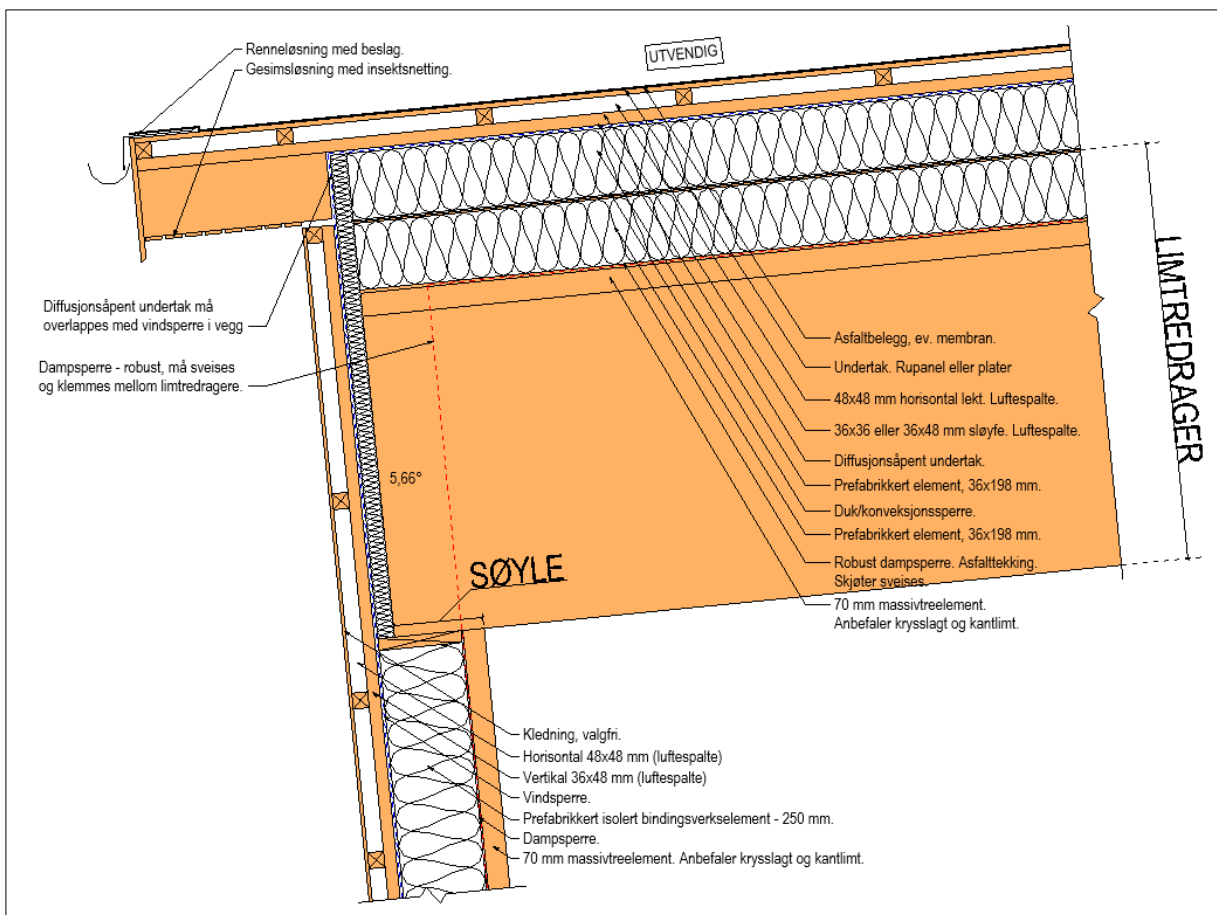 Renneløsning med beslag.
Gesimsløsning med insektsnetting.
UTVENDIG
Diffusjonsåpent undertak må
overlappes med vindsperre i vegg
Dampsperre - robust, må sveises
og klemmes mellom limtredragere.
Asfaltbelegg, ev. membran.
Undertak. Rupanel eller plater
48x48 mm horisontal lekt. Luftespalte.
36x36 eller 36x48 mm sløyfe. Luftespalte.
Diffusjonsåpent undertak.
Prefabrikkert element, 36x198 mm.
Duk/konveksjonssperre.
Prefabrikkert element, 36x198 mm.
Robust dampsperre. Asfalttekking.
Skjøter sveises.
70 mm massivtreelement.
Anbefaler krysslagt og kantlimt.
LIMTREDRAGER
5,66°
SØYLE
Kledning, valgfri.
Horisontal 48x48 mm (luftespalte)
Vertikal 36x48 mm (luftespalte)
Vindsperre.
Prefabrikkert isolert bindingsverkselement - 250 mm.
Dampsperre.
70 mm massivtreelement. Anbefaler krysslagt og kantlimt.